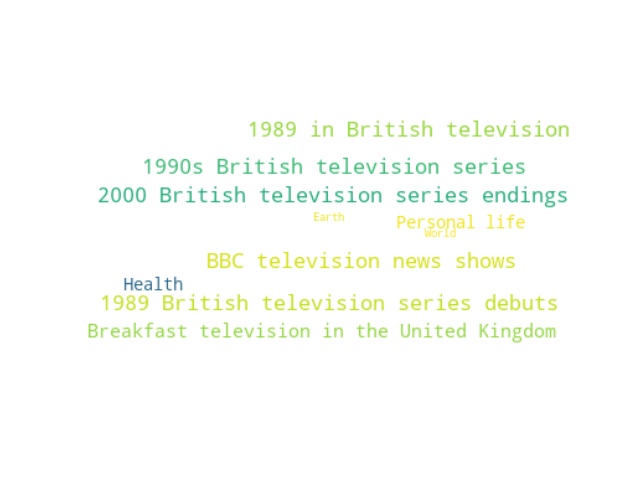 1989 in British television
1990s British television series
2000 British television series endings
Earth
Personal life
World
BBC television news shows
Health
1989 British television series debuts
Breakfast television in the United Kingdom